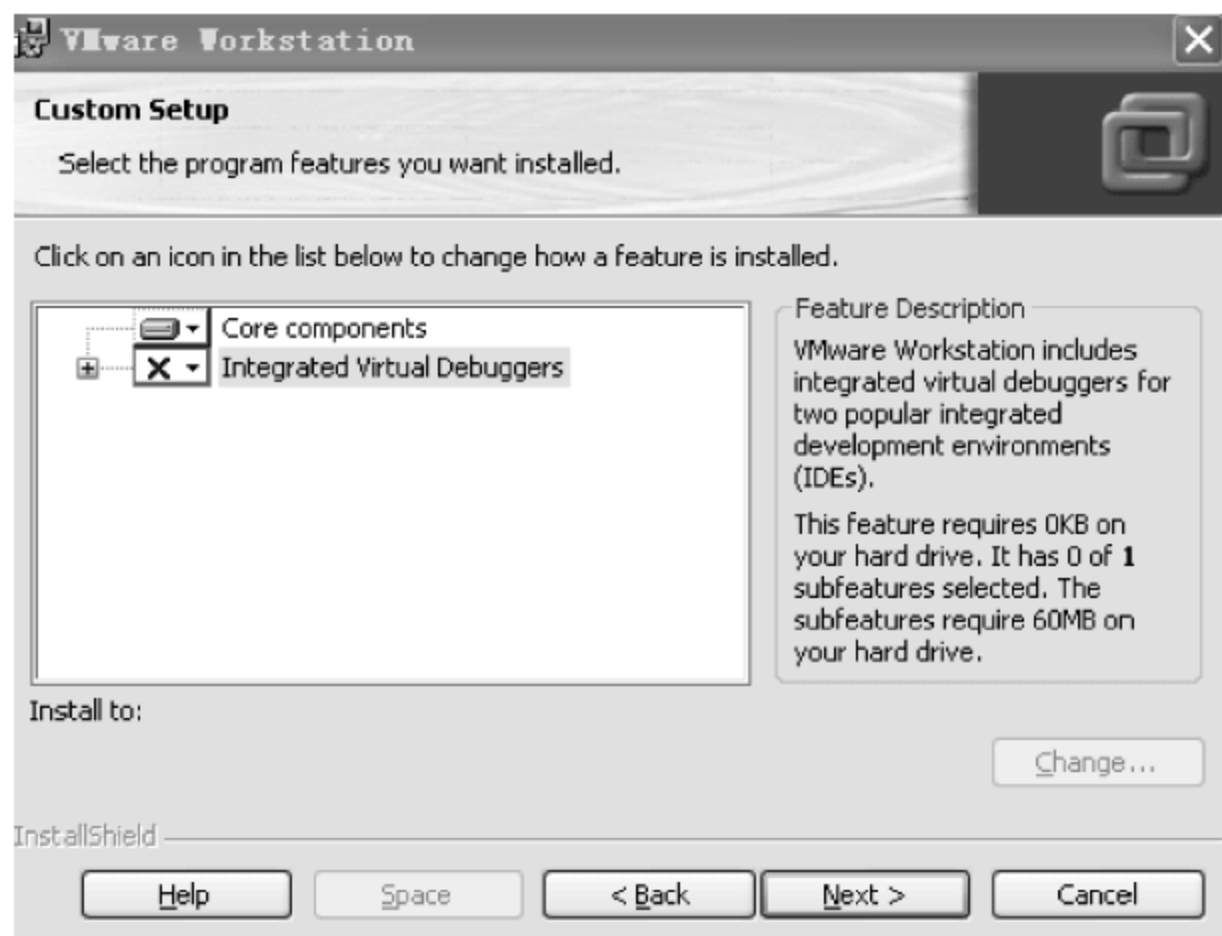 VMware Workstation
Custom Setup
Select the program features you want installed.
Click on an icon in the list below to change how a feature is installed.
Core components
Integrated Virtual Debuggers
Feature Description
VMware Workstation includes
integrated virtual debuggers for
two popular integrated
development environments
(IDEs).
This feature requires 0KB on
your hard drive. It has 0 of 1
subfeatures selected. The
subfeatures require 60MB on
your hard drive.
Install to:
Change...
InstallShield
Help
Space
< Back
Next >
Cancel